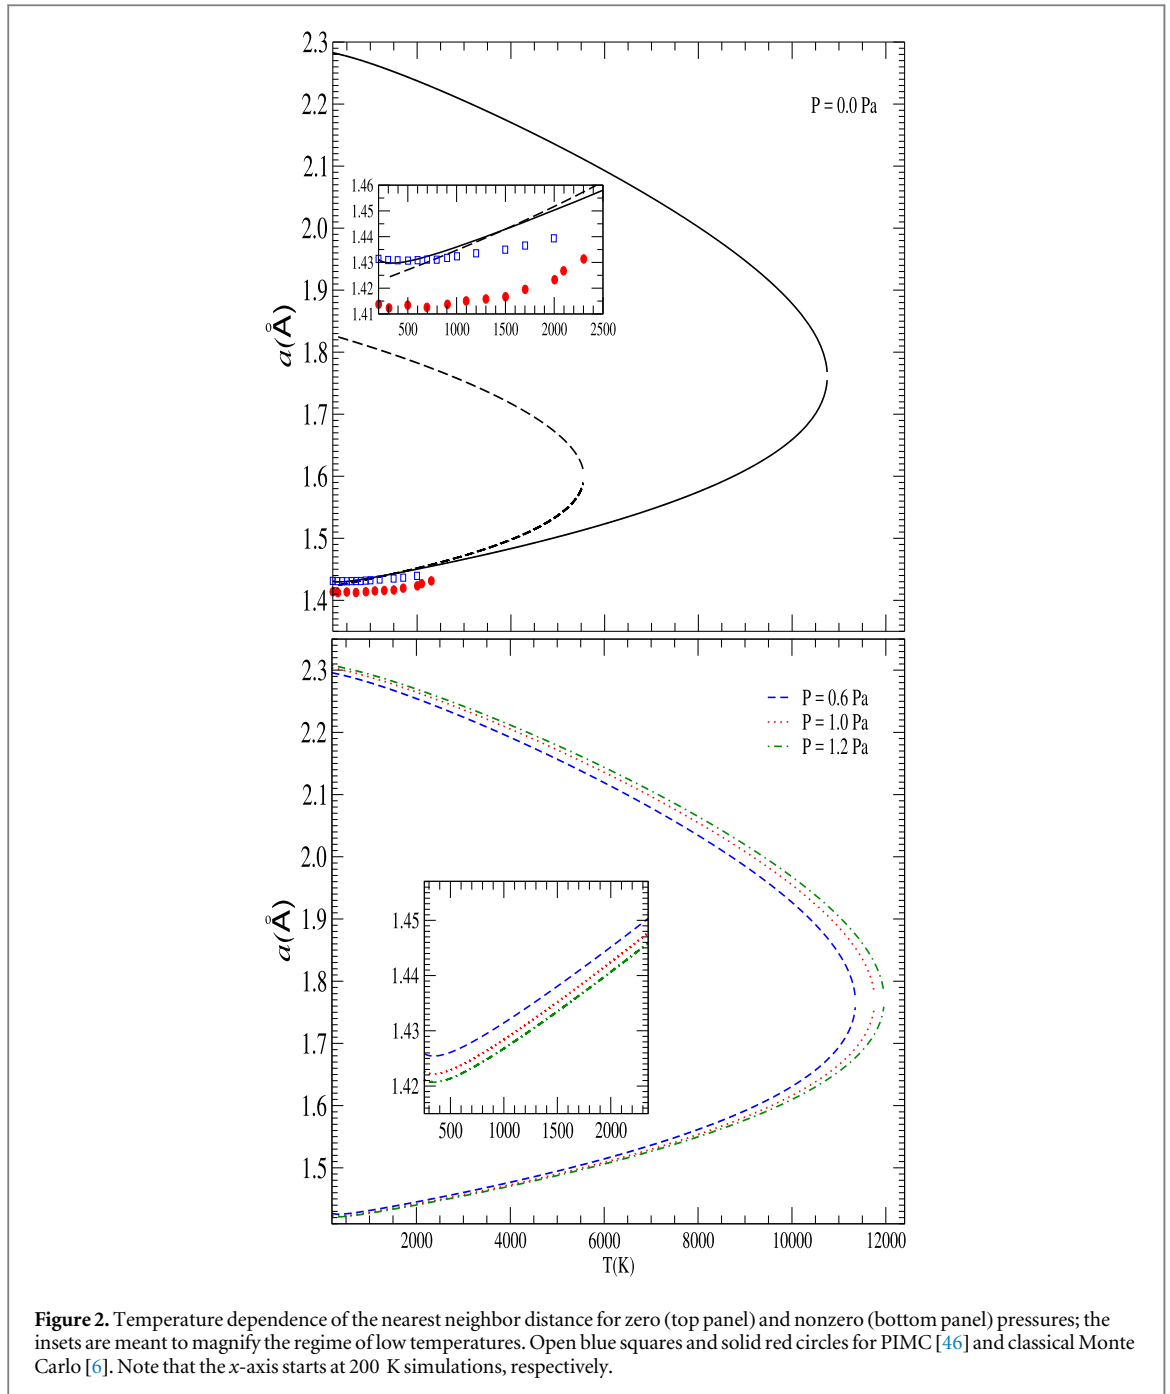 2.3
P = 0.0 Pa
2.2
2.1
2.0
1.9
1.8
1.7
1.6
1.5
1.4
a(Å)
1.46
1.45
1.44
1.43
1.42
1.41
500 1000 1500 2000 2500
2.3
2.2
2.1
2.0
1.9
1.8
1.7
1.6
1.5
a(Å)
P = 0.6 Pa
P = 1.0 Pa
P = 1.2 Pa
1.45
1.44
1.43
1.42
500 1000 1500 2000
2000 4000 6000 8000 10000 12000
T(K)
Figure 2. Temperature dependence of the nearest neighbor distance for zero (top panel) and nonzero (bottom panel) pressures; the
insets are meant to magnify the regime of low temperatures. Open blue squares and solid red circles for PIMC [46] and classical Monte
Carlo [6]. Note that the x-axis starts at 200 K simulations, respectively.